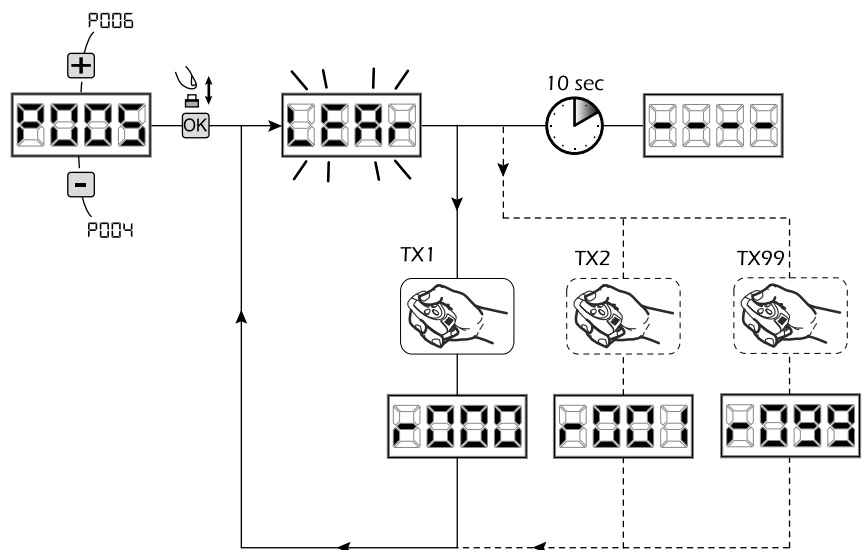 P006
+
10 sec
P005
OK
LEAr
----
-
P004
TX1
TX2
TX99
r000
r001
r099